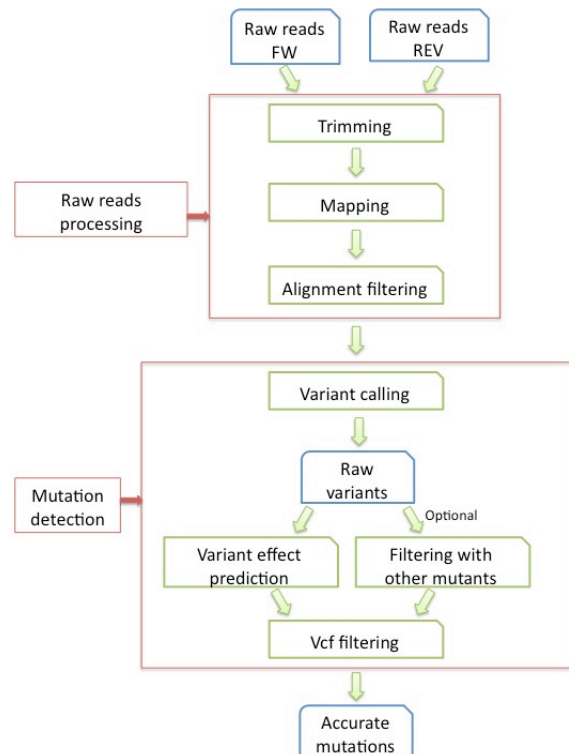 Raw reads
FW
Raw reads
REV
Trimming
Raw reads
processing
Mapping
Alignment filtering
Variant calling
Raw
variants
Mutation
detection
Optional
Variant effect
prediction
Filtering with
other mutants
Vcf filtering
Accurate
mutations